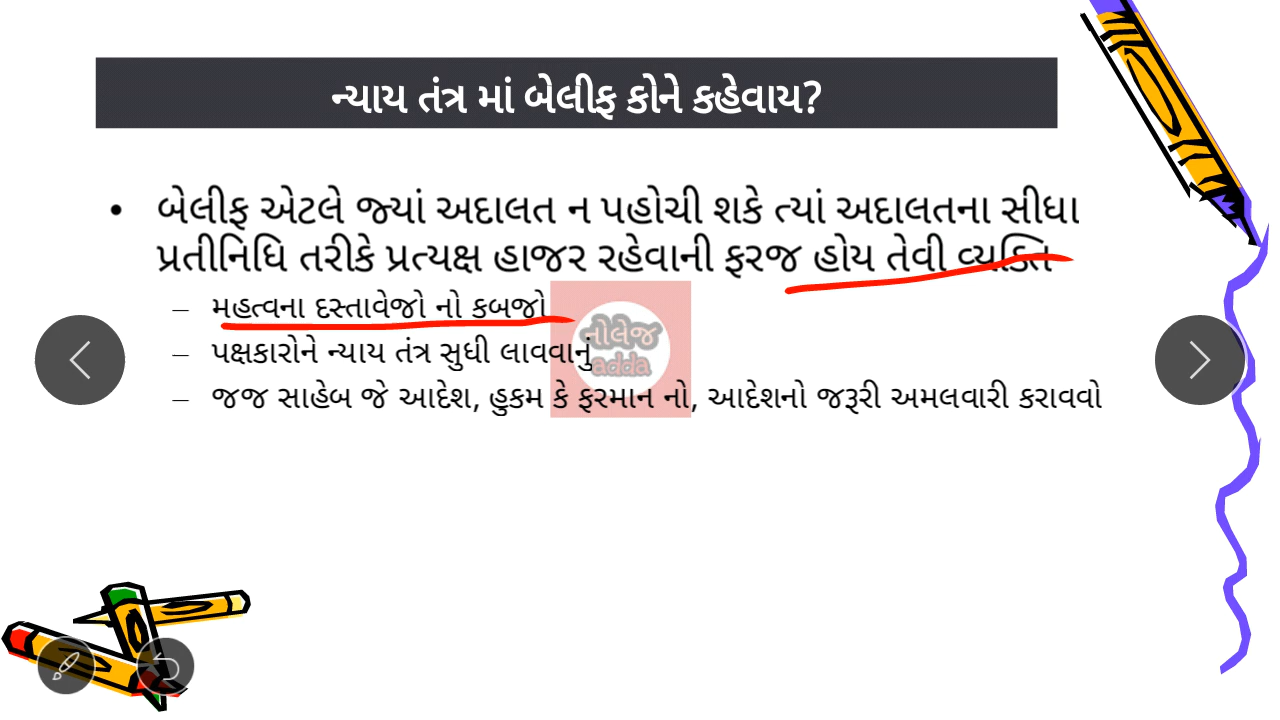 ન્યાય તંત્ર માં બેલીફ કોને કહેવાય?
• બેલીફ એટલે જ્યાં અદાલત ન પહોચી શકે ત્યાં અદાલતના સીધા
પ્રતીનિધિ તરીકે પ્રત્યક્ષ હાજર રહેવાની ફરજ હોય તેવી વ્યક્તિ
– મહત્વના દસ્તાવેજો નો કબજો
– પક્ષકારોને ન્યાય તંત્ર સુધી લાવવાનું
– જજ સાહેબ જે આદેશ, હુકમ કે ફરમાન નો, આદેશનો જરૂરી અમલવારી કરાવવો
નોલેજ
adda